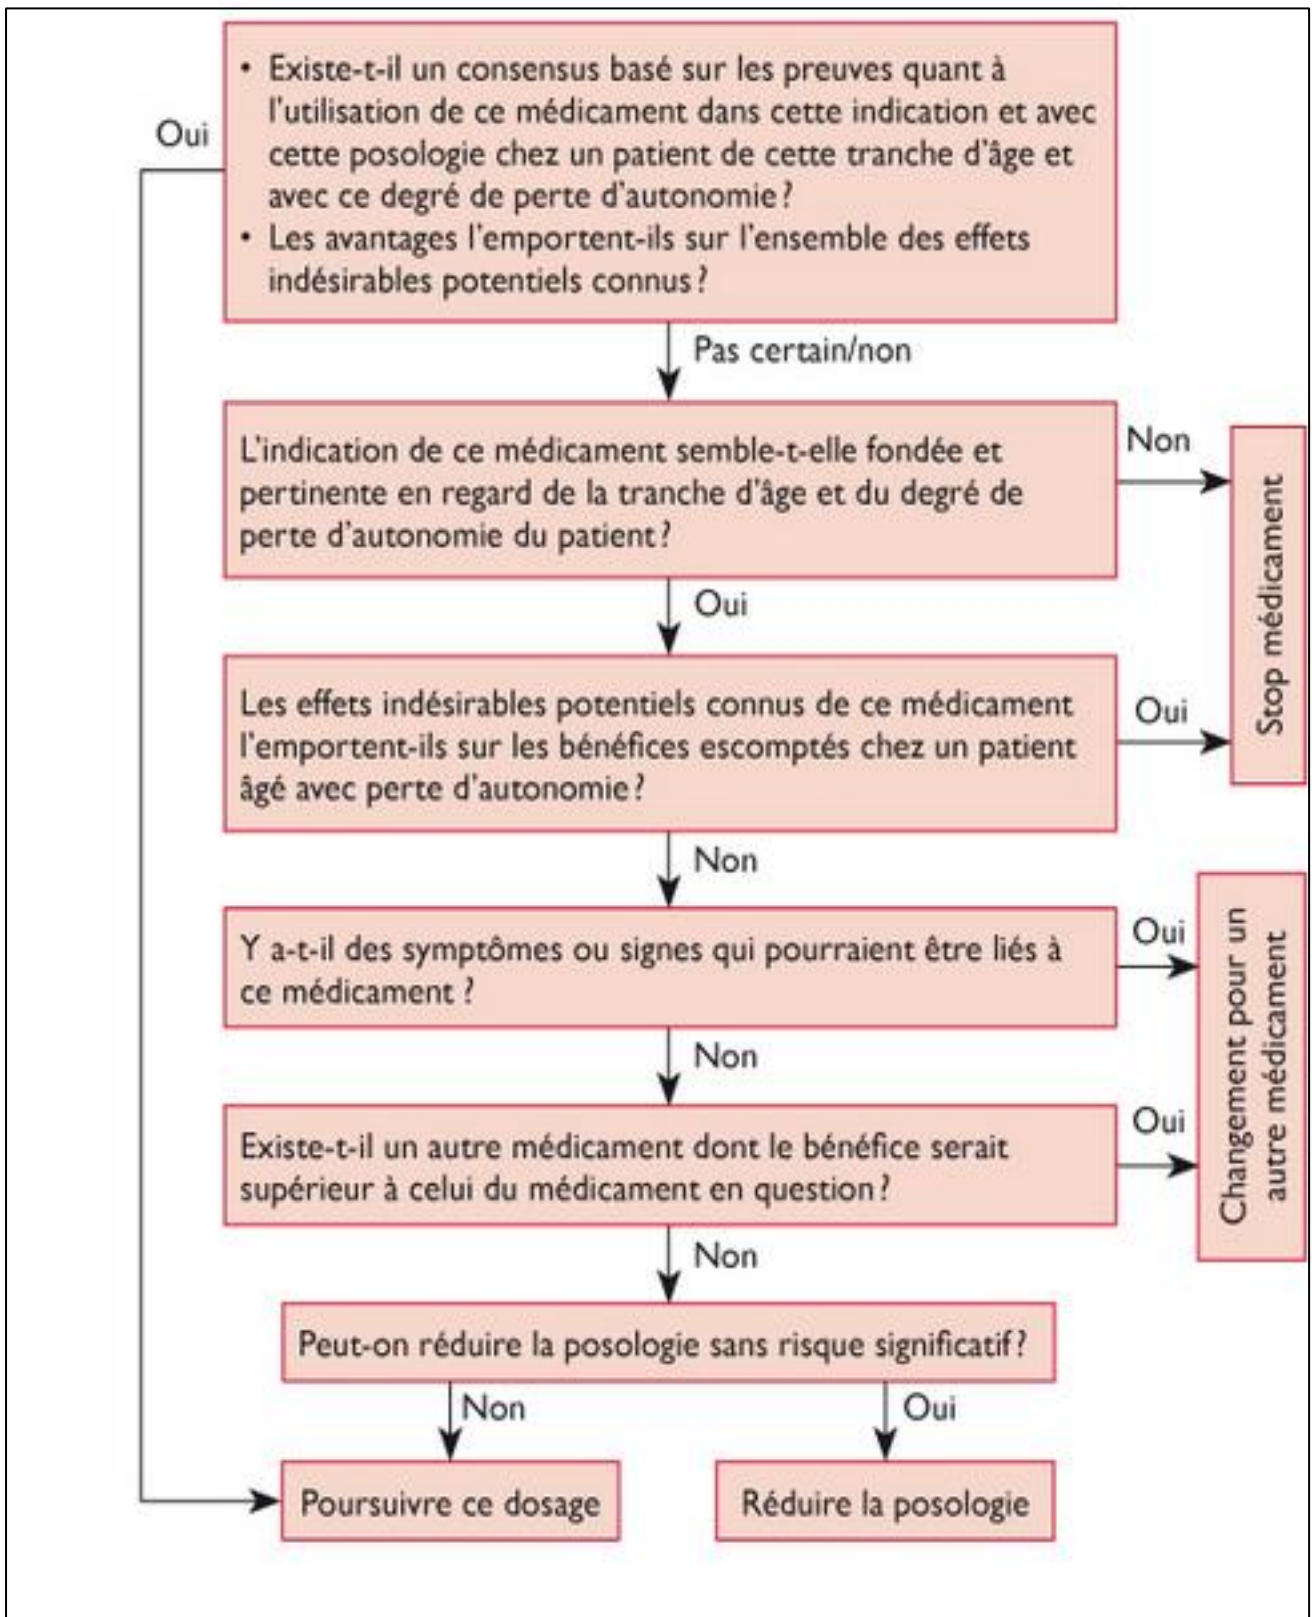 • Existe-t-il un consensus basé sur les preuves quant à
l'utilisation de ce médicament dans cette indication et avec
cette posologie chez un patient de cette tranche d'âge et
avec ce degré de perte d'autonomie ?
• Les avantages l'emportent-ils sur l'ensemble des effets
indésirables potentiels connus ?
Oui
Pas certain/non
L'indication de ce médicament semble-t-elle fondée et
pertinente en regard de la tranche d'âge et du degré de
perte d'autonomie du patient ?
Non
Stop médicament
Oui
Les effets indésirables potentiels connus de ce médicament
l'emportent-ils sur les bénéfices escomptés chez un patient
âgé avec perte d'autonomie ?
Oui
Non
Y a-t-il des symptômes ou signes qui pourraient être liés à
ce médicament ?
Oui
Changement pour un
autre médicament
Non
Existe-t-il un autre médicament dont le bénéfice serait
supérieur à celui du médicament en question ?
Oui
Non
Peut-on réduire la posologie sans risque significatif ?
Non
Oui
Poursuivre ce dosage
Réduire la posologie